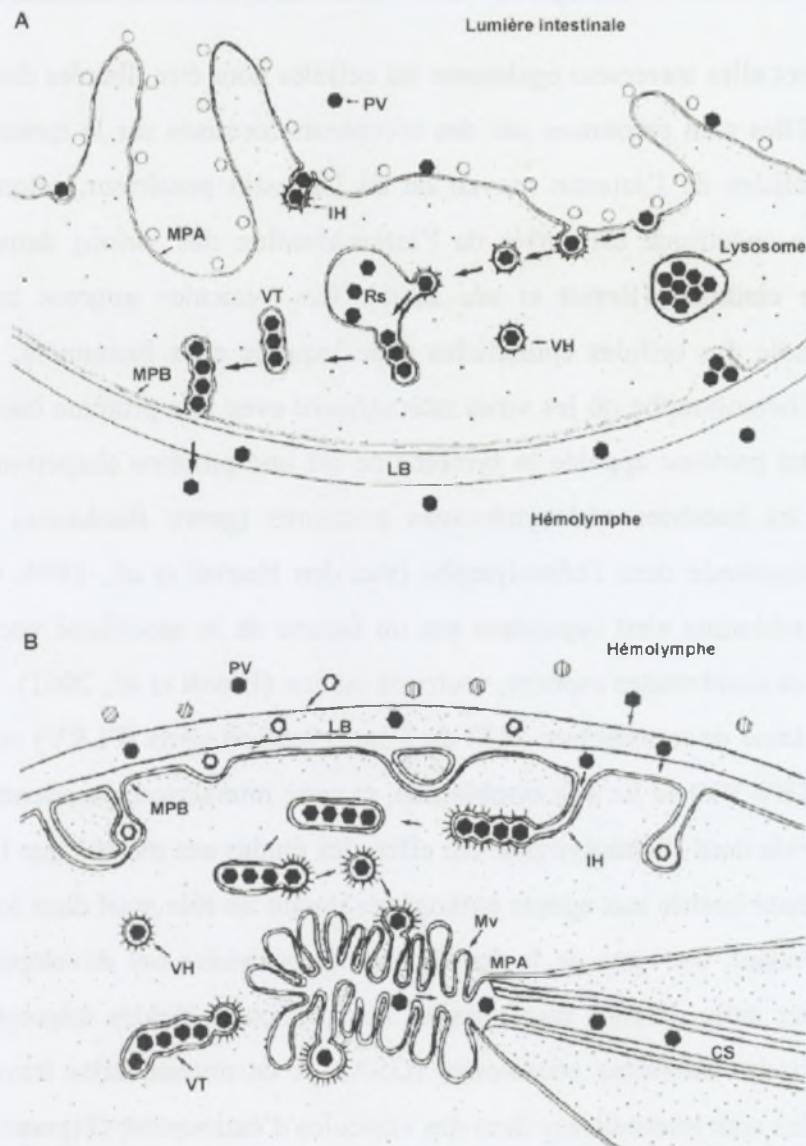 A
Lumière intestinale
PV
IH
MPA
Lysosome
VT
Rs
VH
MPB
LB
Hémolymphe
B
Hémolymphe
PV
LB
MPB
IH
Mv
MPA
VH
VT
CS